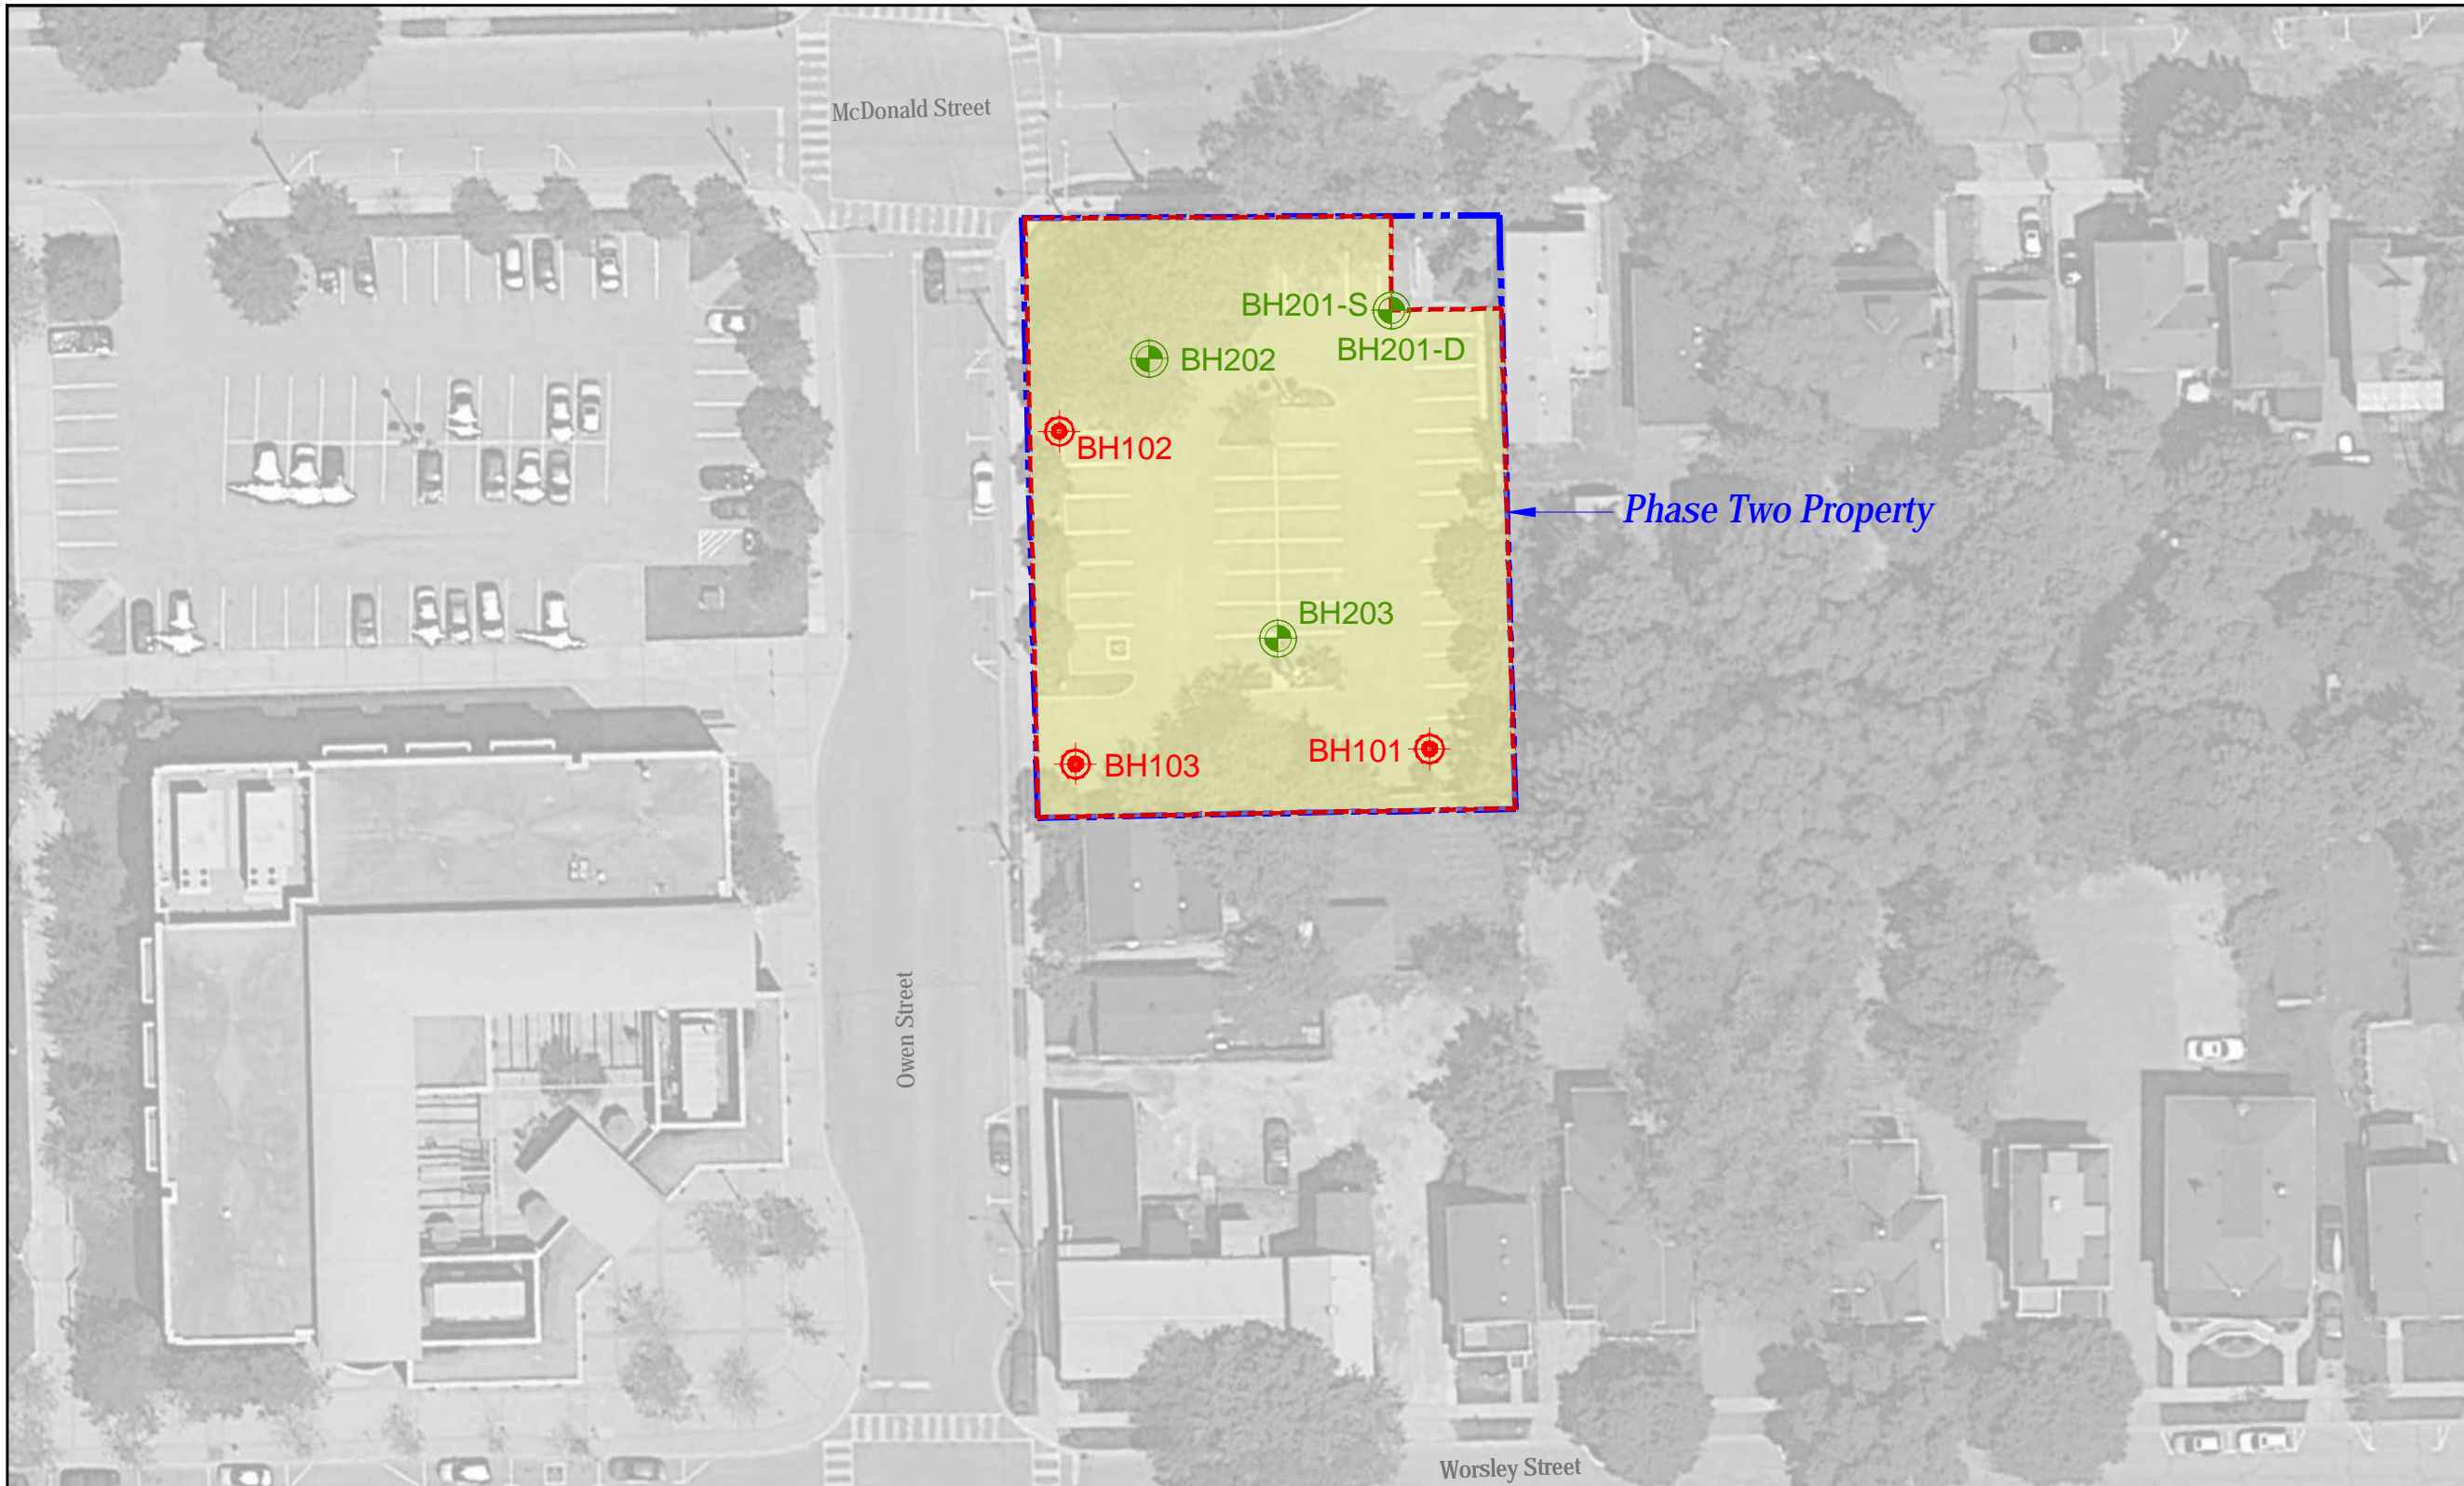 McDonald Street
BH201-S
BH201-D
BH202
BH102
Phase Two Property
BH203
BH101
BH103
Owen Street
Worsley Street